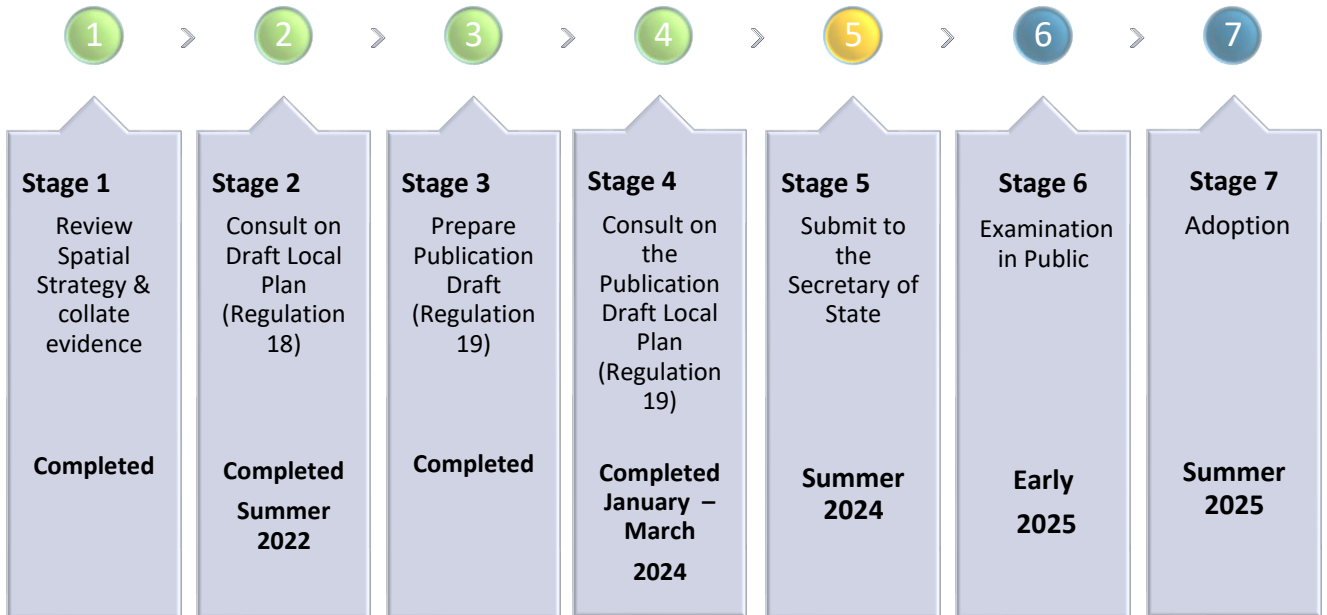 1
2
3
4
5
6
7
Stage 1
Review
Spatial
Strategy &
collate
evidence
Completed
Stage 2
Consult on
Draft Local
Plan
(Regulation
18)
Completed
Summer
2022
Stage 3
Prepare
Publication
Draft
(Regulation
19)
Completed
Stage 4
Consult on
the
Publication
Draft Local
Plan
(Regulation
19)
Completed
January –
March
2024
Stage 5
Submit to
the
Secretary of
State
Summer
2024
Stage 6
Examination
in Public
Early
2025
Stage 7
Adoption
Summer
2025